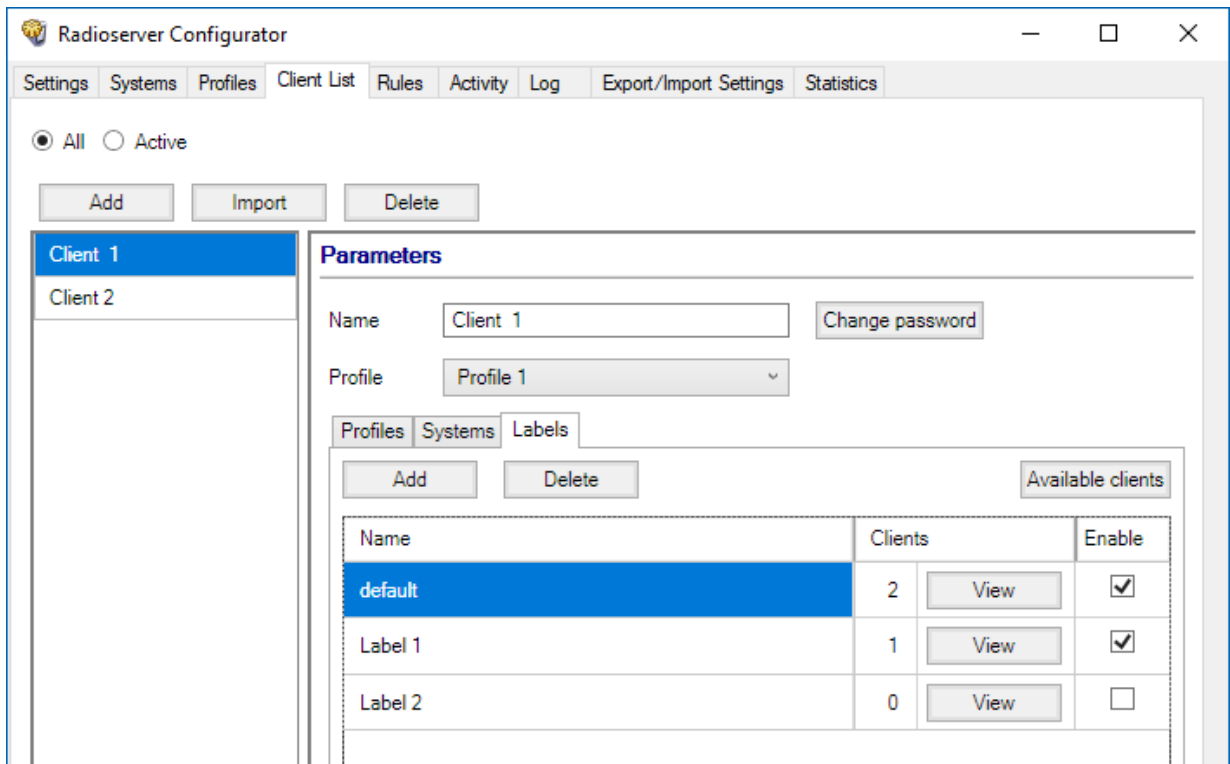 Radioserver Configurator
Settings Systems Profiles Client List Rules Activity Log Export/Import Settings Statistics
All Active
Add Import Delete
Client 1
Client 2
Parameters
Name Client 1 Change password
Profile Profile 1
Profiles Systems Labels
Add Delete Available clients
Name Clients Enable
default 2 View
Label 1 1 View
Label 2 0 View